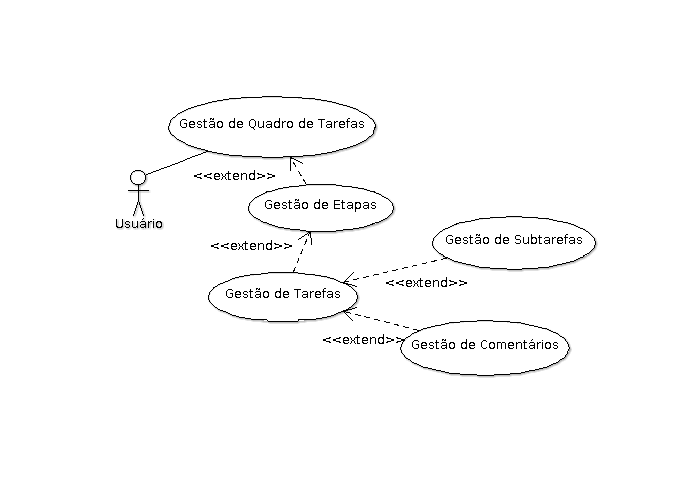 Gestão de Quadro de Tarefas
<<extend>>
Gestão de Etapas
Usuário
<<extend>>
Gestão de Subtarefas
<<extend>>
Gestão de Tarefas
<<extend>>
Gestão de Comentários